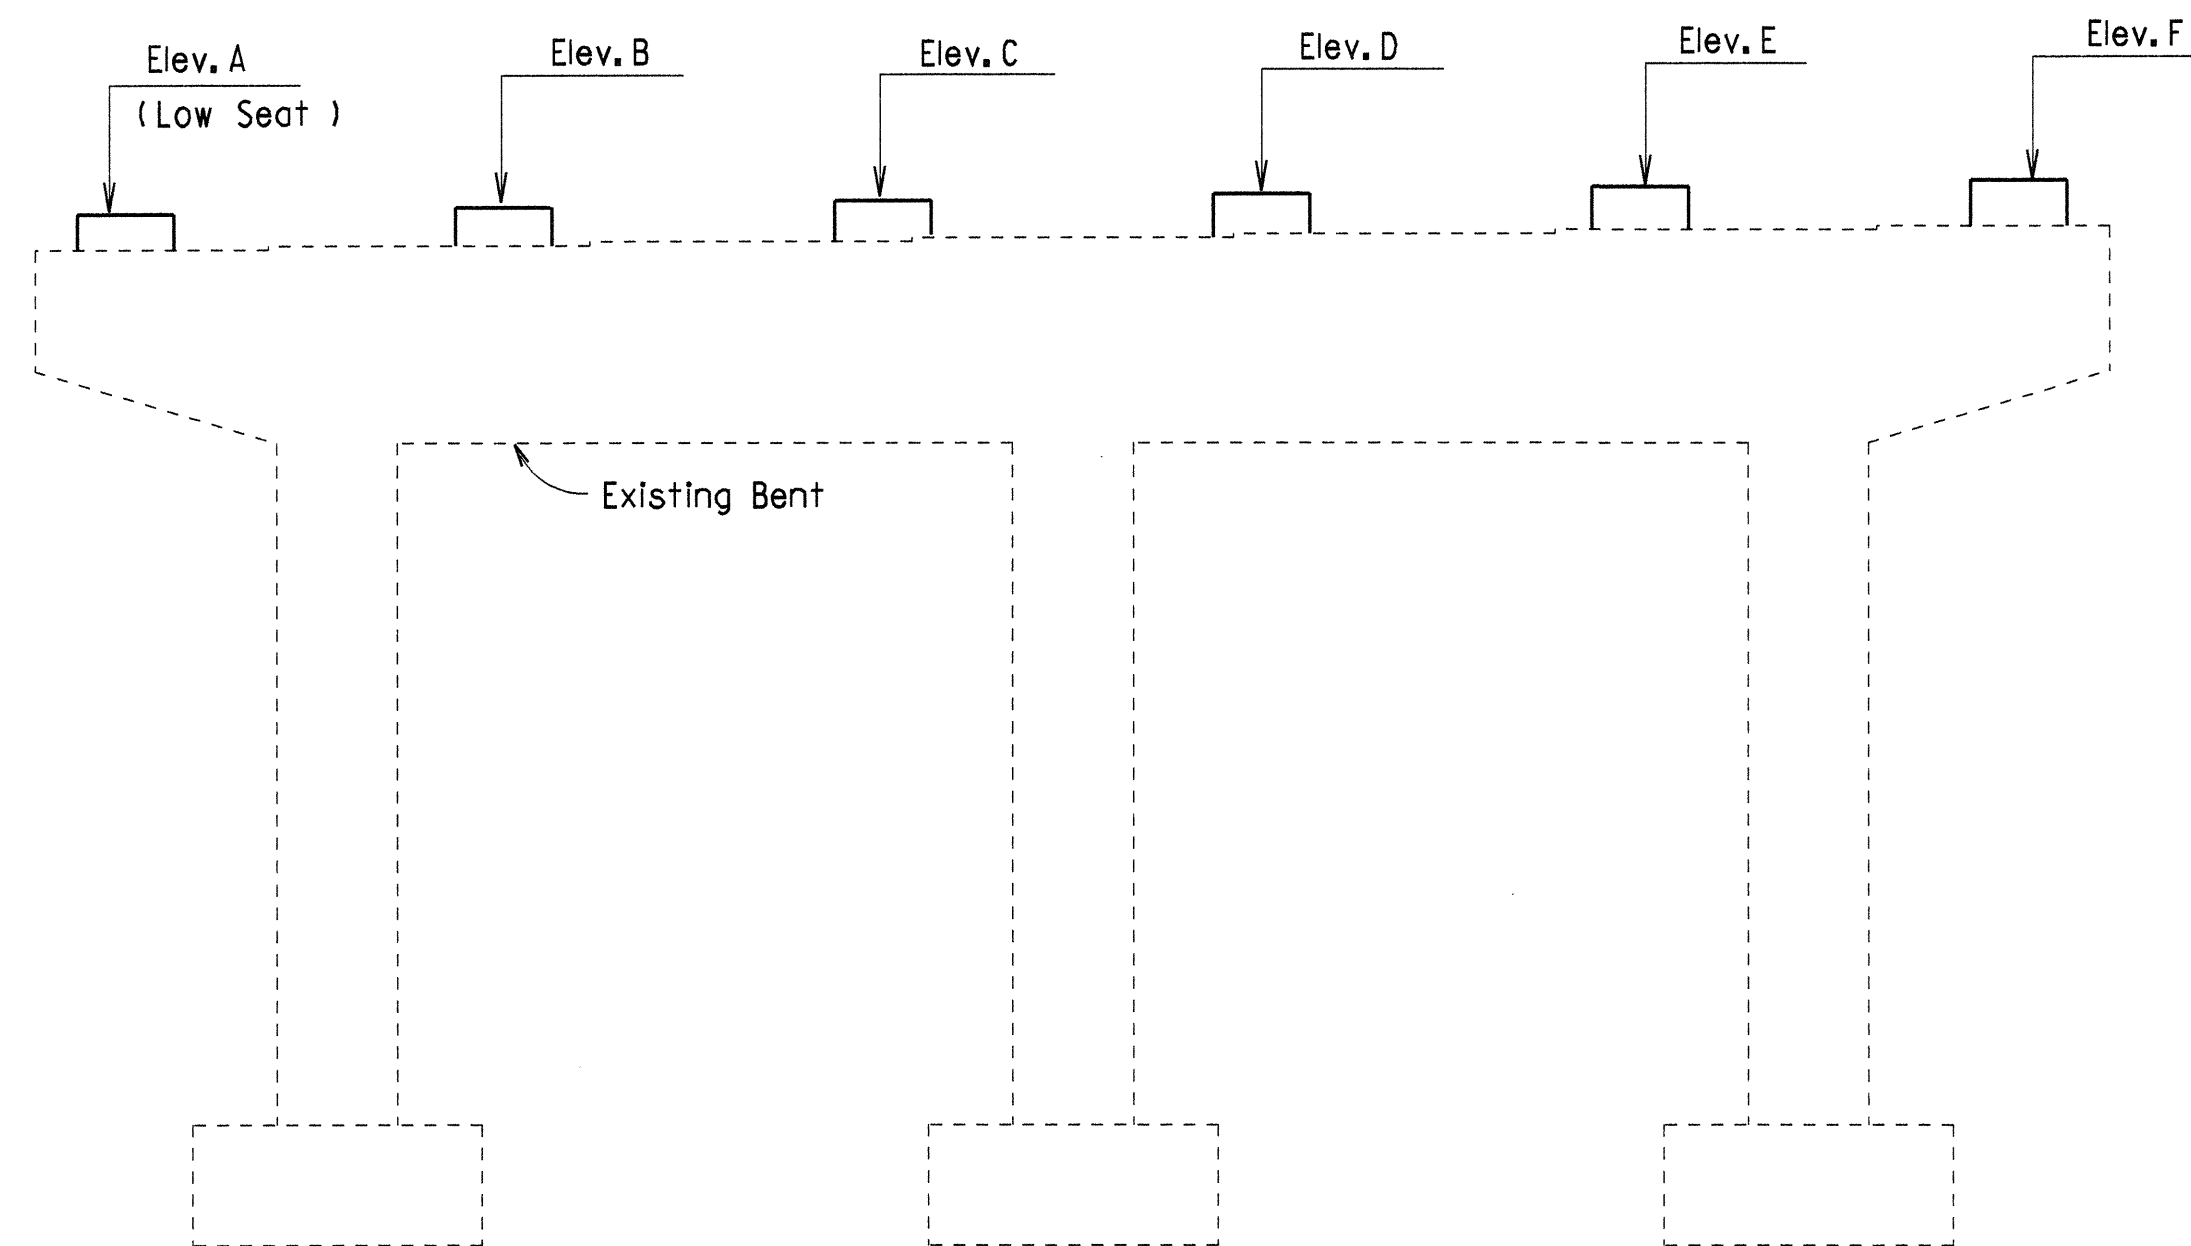 Elev. A
(Low Seat )
Elev. B
Elev. C
Elev. D
Elev. E
Elev. F
Existing Bent